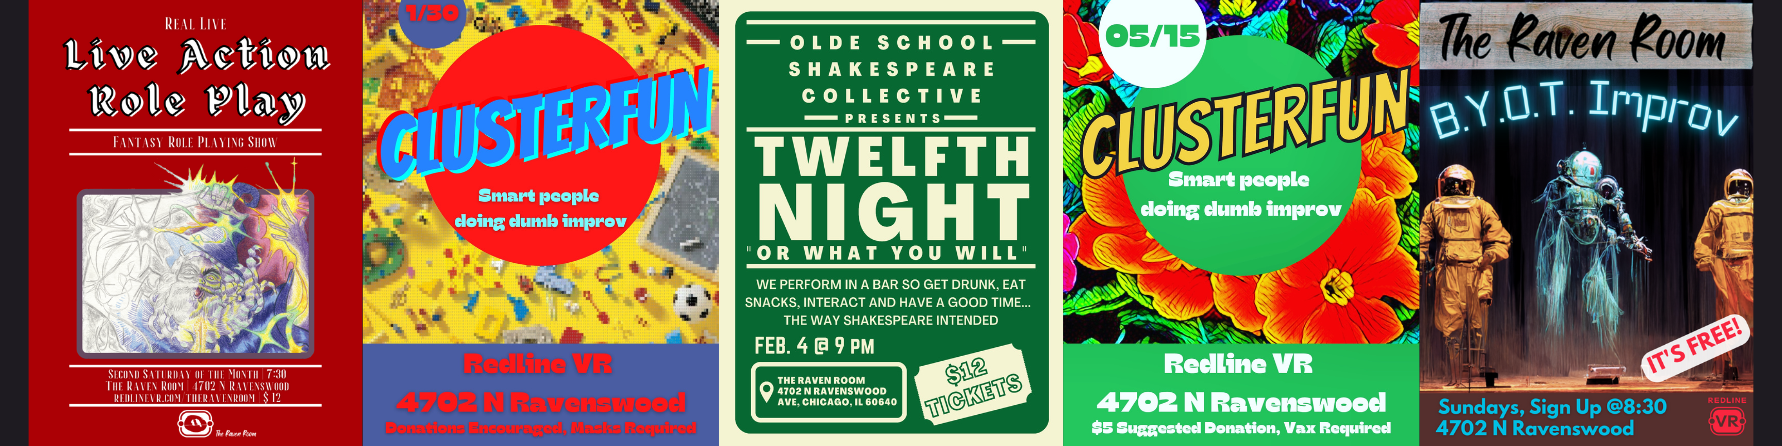 REAL LIVE
Live Action
Role Play
FANTASY ROLE PLAYING SHOW
SECOND SATURDAY OF THE MONTH | 7:30
THE RAVEN ROOM | 4702 N RAVENSWOOD
REDLINEVR.COM/THERAVENROOM | $ 12
The Raven Room
1/30
CLUSTERFUN
Smart people
doing dumb improv
Redline VR
4702 N Ravenswood
Donations Encouraged, Masks Required
OLDE SCHOOL
SHAKESPEARE
COLLECTIVE
PRESENTS
TWELFTH
NIGHT
"OR WHAT YOU WILL"
WE PERFORM IN A BAR SO GET DRUNK, EAT
SNACKS, INTERACT AND HAVE A GOOD TIME...
THE WAY SHAKESPEARE INTENDED
FEB. 4 @ 9 PM
THE RAVEN ROOM
4702 N RAVENSWOOD
AVE, CHICAGO, IL 60640
$12
TICKETS
05/15
CLUSTERFUN
Smart people
doing dumb improv
Redline VR
4702 N Ravenswood
$5 Suggested Donation, Vax Required
The Raven Room
B.Y.O.T. Improv
IT'S FREE!
Sundays, Sign Up @8:30
4702 N Ravenswood
REDLINE
VR